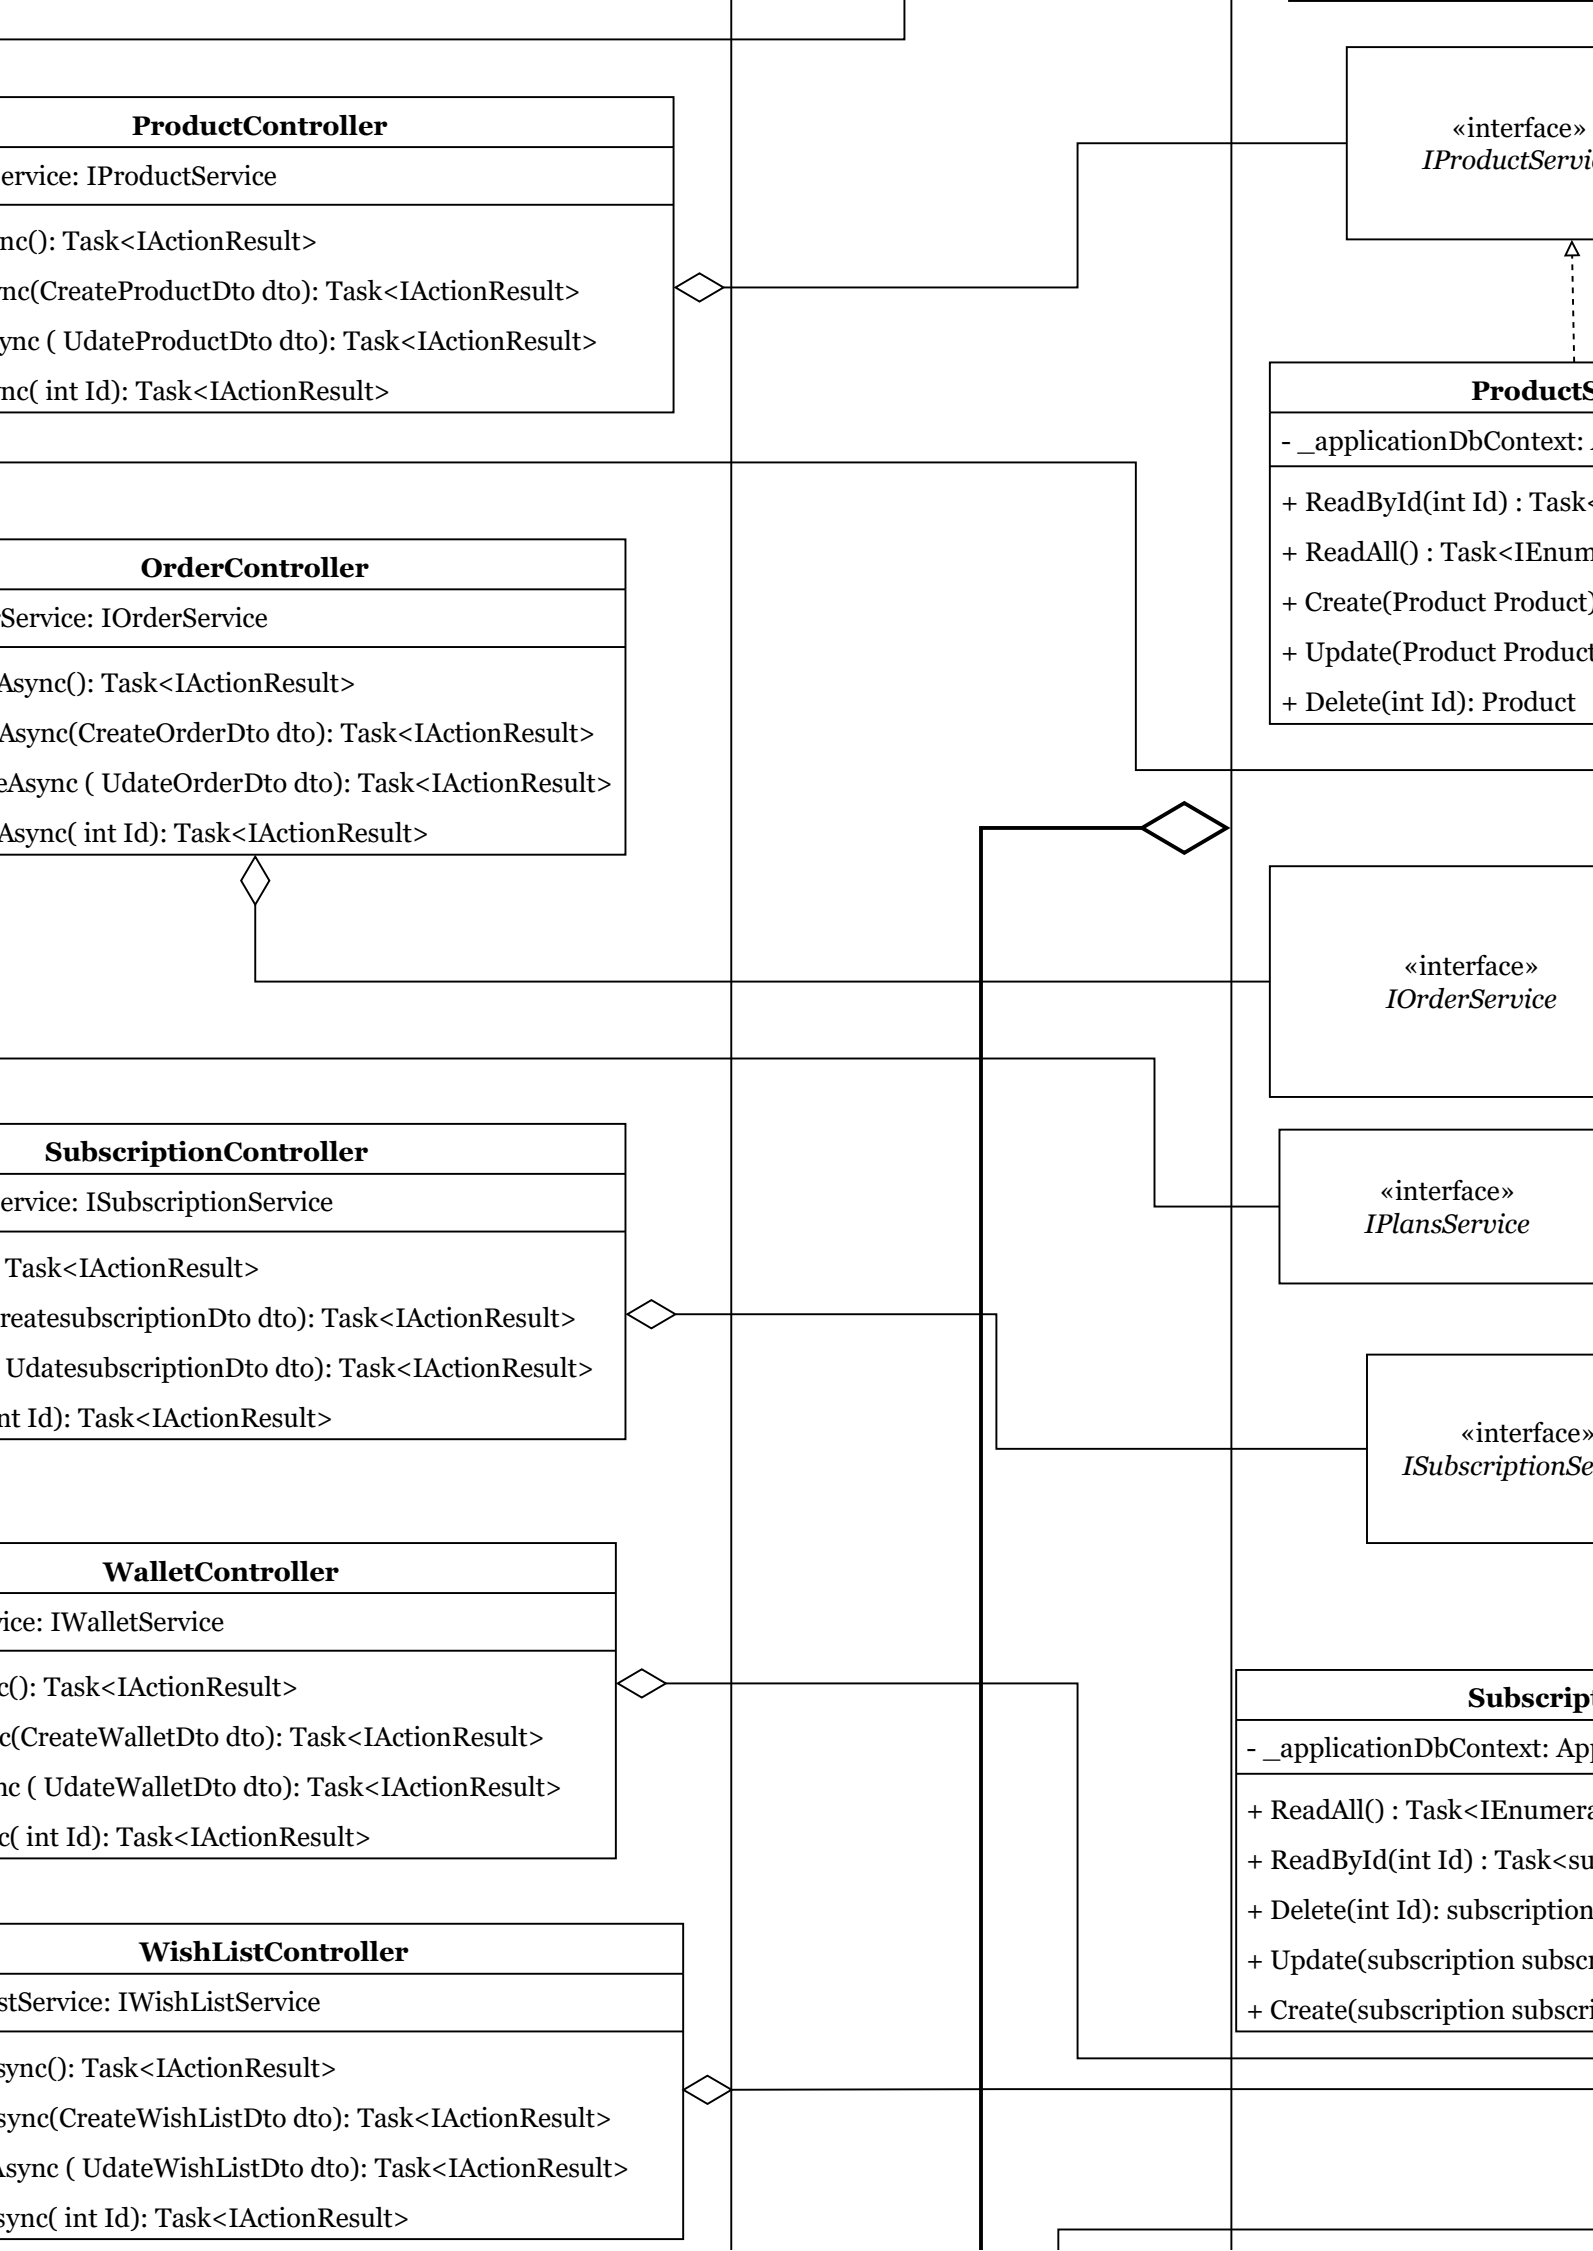 ProductController
ervice: IProductService
nc(): Task<IActionResult>
nc(CreateProductDto dto): Task<IActionResult>
ync ( UdateProductDto dto): Task<IActionResult>
nc( int Id): Task<IActionResult>
«interface»
IProductServi
ProductS
- _applicationDbContext:
+ ReadById(int Id) : Task<
+ ReadAll() : Task<IEnum
+ Create(Product Product)
+ Update(Product Product
+ Delete(int Id): Product
OrderController
Service: IOrderService
Async(): Task<IActionResult>
Async(CreateOrderDto dto): Task<IActionResult>
eAsync ( UdateOrderDto dto): Task<IActionResult>
Async( int Id): Task<IActionResult>
«interface»
IOrderService
«interface»
IPlansService
SubscriptionController
ervice: ISubscriptionService
Task<IActionResult>
reatesubscriptionDto dto): Task<IActionResult>
UdatesubscriptionDto dto): Task<IActionResult>
nt Id): Task<IActionResult>
«interface»
ISubscriptionSe
WalletController
vice: IWalletService
c(): Task<IActionResult>
c(CreateWalletDto dto): Task<IActionResult>
nc ( UdateWalletDto dto): Task<IActionResult>
c( int Id): Task<IActionResult>
Subscript
- _applicationDbContext: App
+ ReadAll() : Task<IEnumera
+ ReadById(int Id) : Task<su
+ Delete(int Id): subscription
+ Update(subscription subscr
+ Create(subscription subscri
WishListController
stService: IWishListService
sync(): Task<IActionResult>
sync(CreateWishListDto dto): Task<IActionResult>
Async ( UdateWishListDto dto): Task<IActionResult>
sync( int Id): Task<IActionResult>